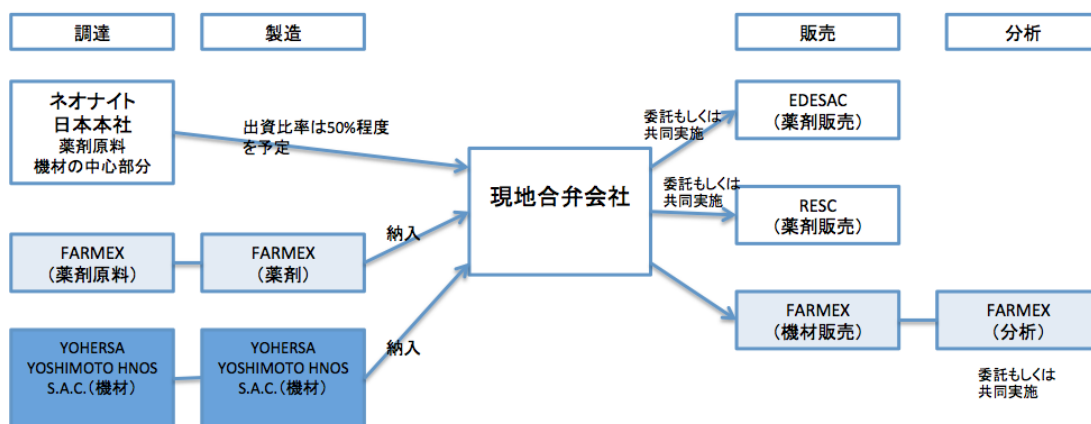 調達
製造
販売
分析
ネオナイト
日本本社
薬剤原料
機材の中心部分
出資比率は50%程度
を予定
現地合弁会社
委託もしくは
共同実施
EDESAC
(薬剤販売)
委託もしくは
共同実施
RESC
(薬剤販売)
FARMEX
(薬剤原料)
FARMEX
(薬剤)
納入
FARMEX
(機材販売)
FARMEX
(分析)
YOHERSA
YOSHIMOTO HNOS
S.A.C.(機材)
YOHERSA
YOSHIMOTO HNOS
S.A.C.(機材)
納入
委託もしくは
共同実施